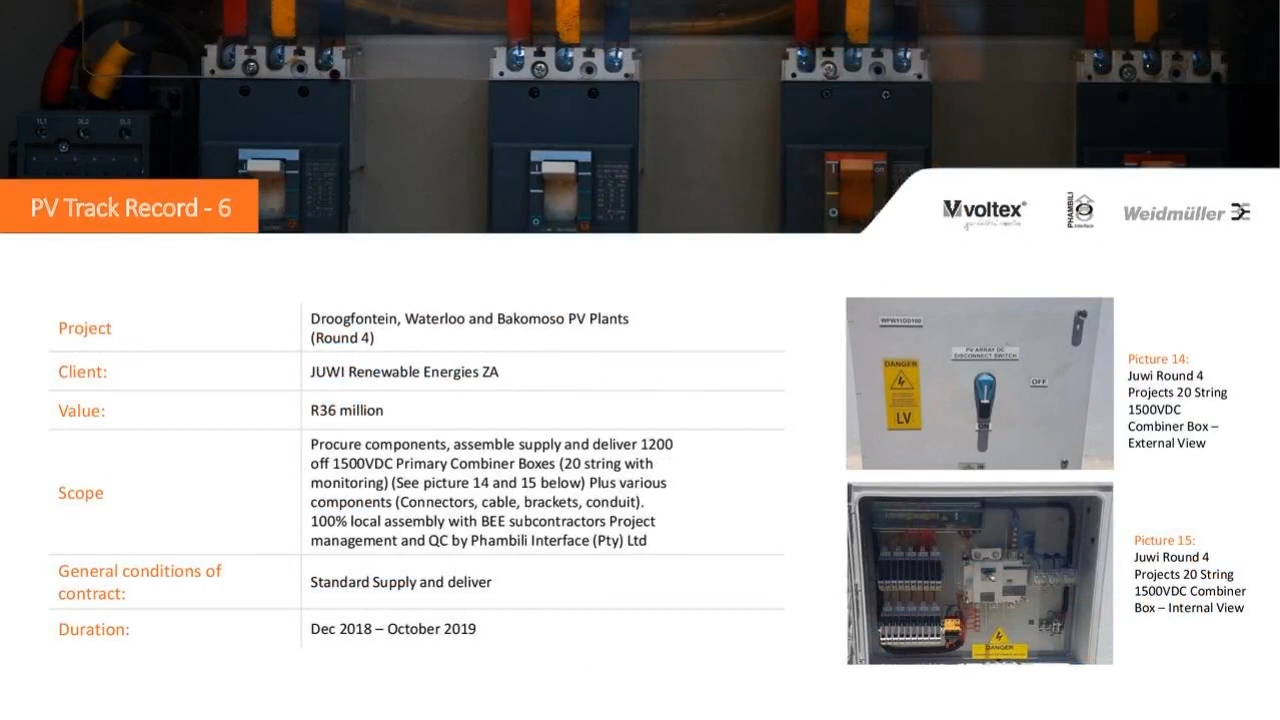 1L1 3L2 5L3
PV Track Record - 6
voltex
PHAMBILI
Interface
Weidmüller
Project
Droogfontein, Waterloo and Bakomoso PV Plants
(Round 4)
Client:
JUWI Renewable Energies ZA
Value:
R36 million
Scope
Procure components, assemble supply and deliver 1200
off 1500VDC Primary Combiner Boxes (20 string with
monitoring) (See picture 14 and 15 below) Plus various
components (Connectors, cable, brackets, conduit).
100% local assembly with BEE subcontractors Project
management and QC by Phambili Interface (Pty) Ltd
General conditions of
contract:
Standard Supply and deliver
Duration:
Dec 2018 – October 2019
PV ARRAY DC
DISCONNECT SWITCH
DANGER
LV
OFF
ON
Picture 14:
Juwi Round 4
Projects 20 String
1500VDC
Combiner Box –
External View
DANGER
Picture 15:
Juwi Round 4
Projects 20 String
1500VDC Combiner
Box – Internal View